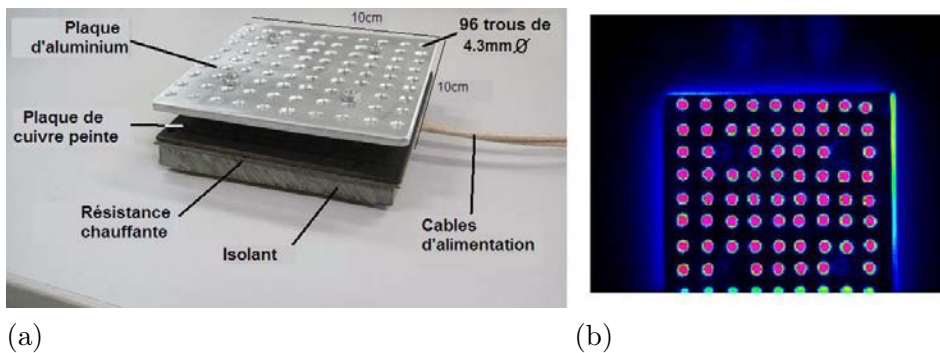 10cm
Plaque
d'aluminium
96 trous de
4.3mm Ø
10cm
Plaque de
cuivre peinte
Résistance
chauffante
Isolant
Cables
d'alimentation
(a)
(b)